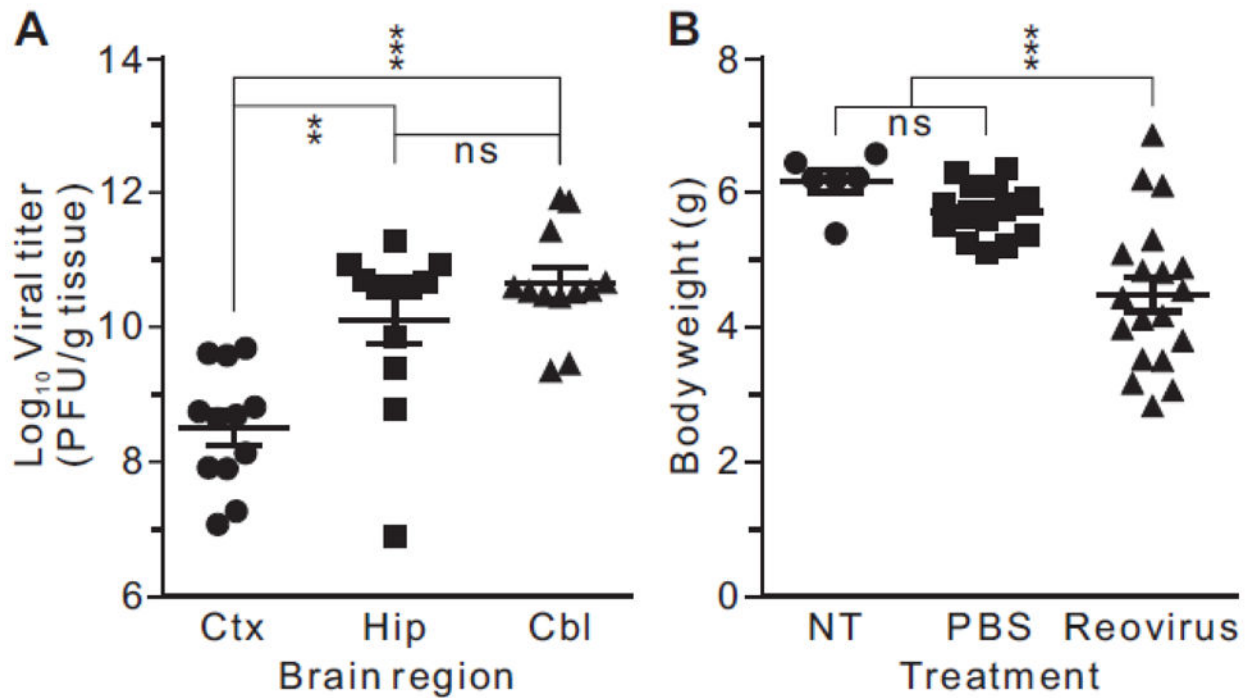 A
14
12
10
8
6
Log₁₀ Viral titer
(PFU/g tissue)
***
**
ns
Ctx Hip Cbl
Brain region
B
8
6
4
2
0
Body weight (g)
***
ns
NT PBS Reovirus
Treatment